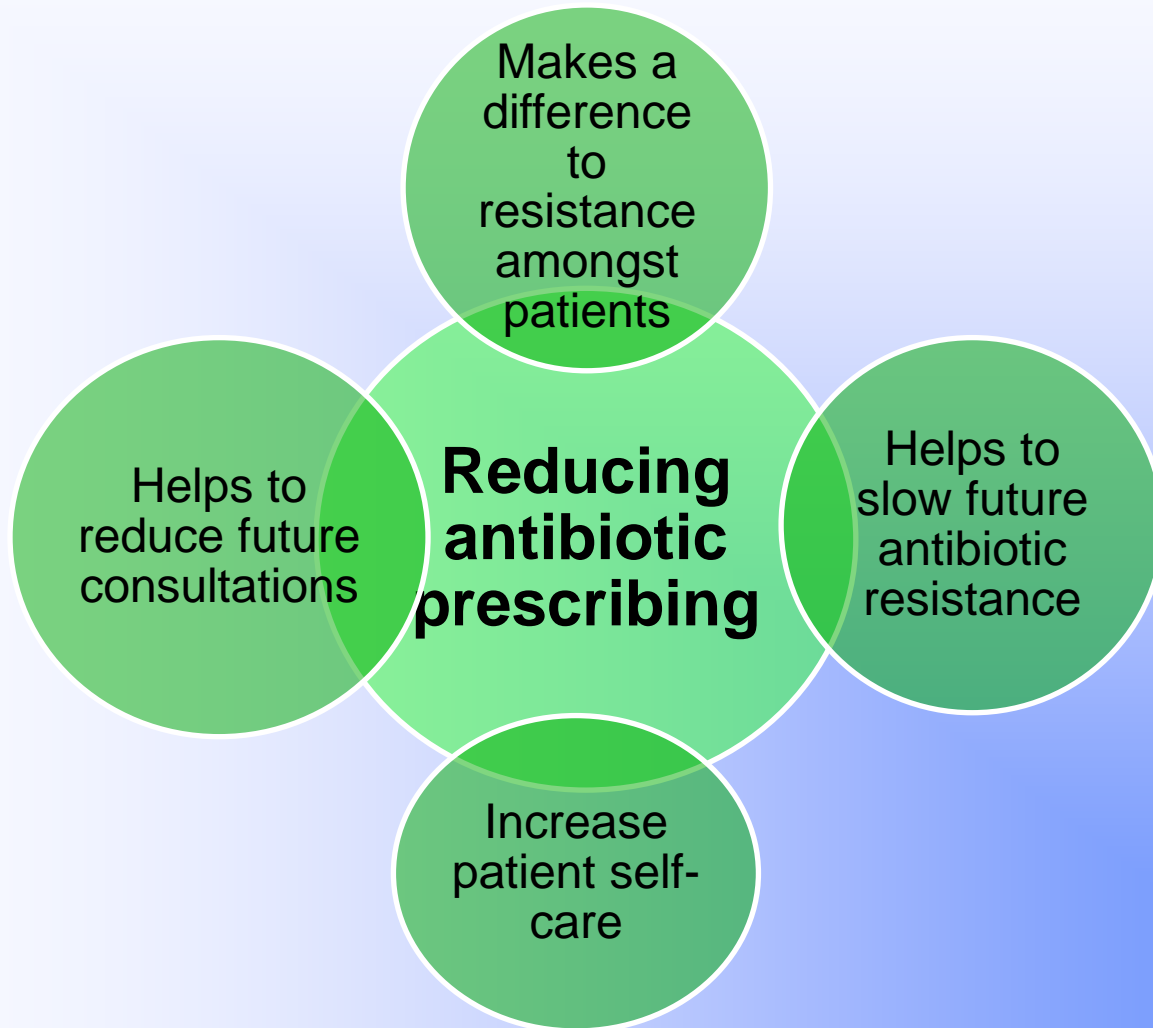 Makes a
difference
to
resistance
amongst
patients
Helps to
reduce future
consultations
Reducing
antibiotic
prescribing
Helps to
slow future
antibiotic
resistance
Increase
patient self-
care